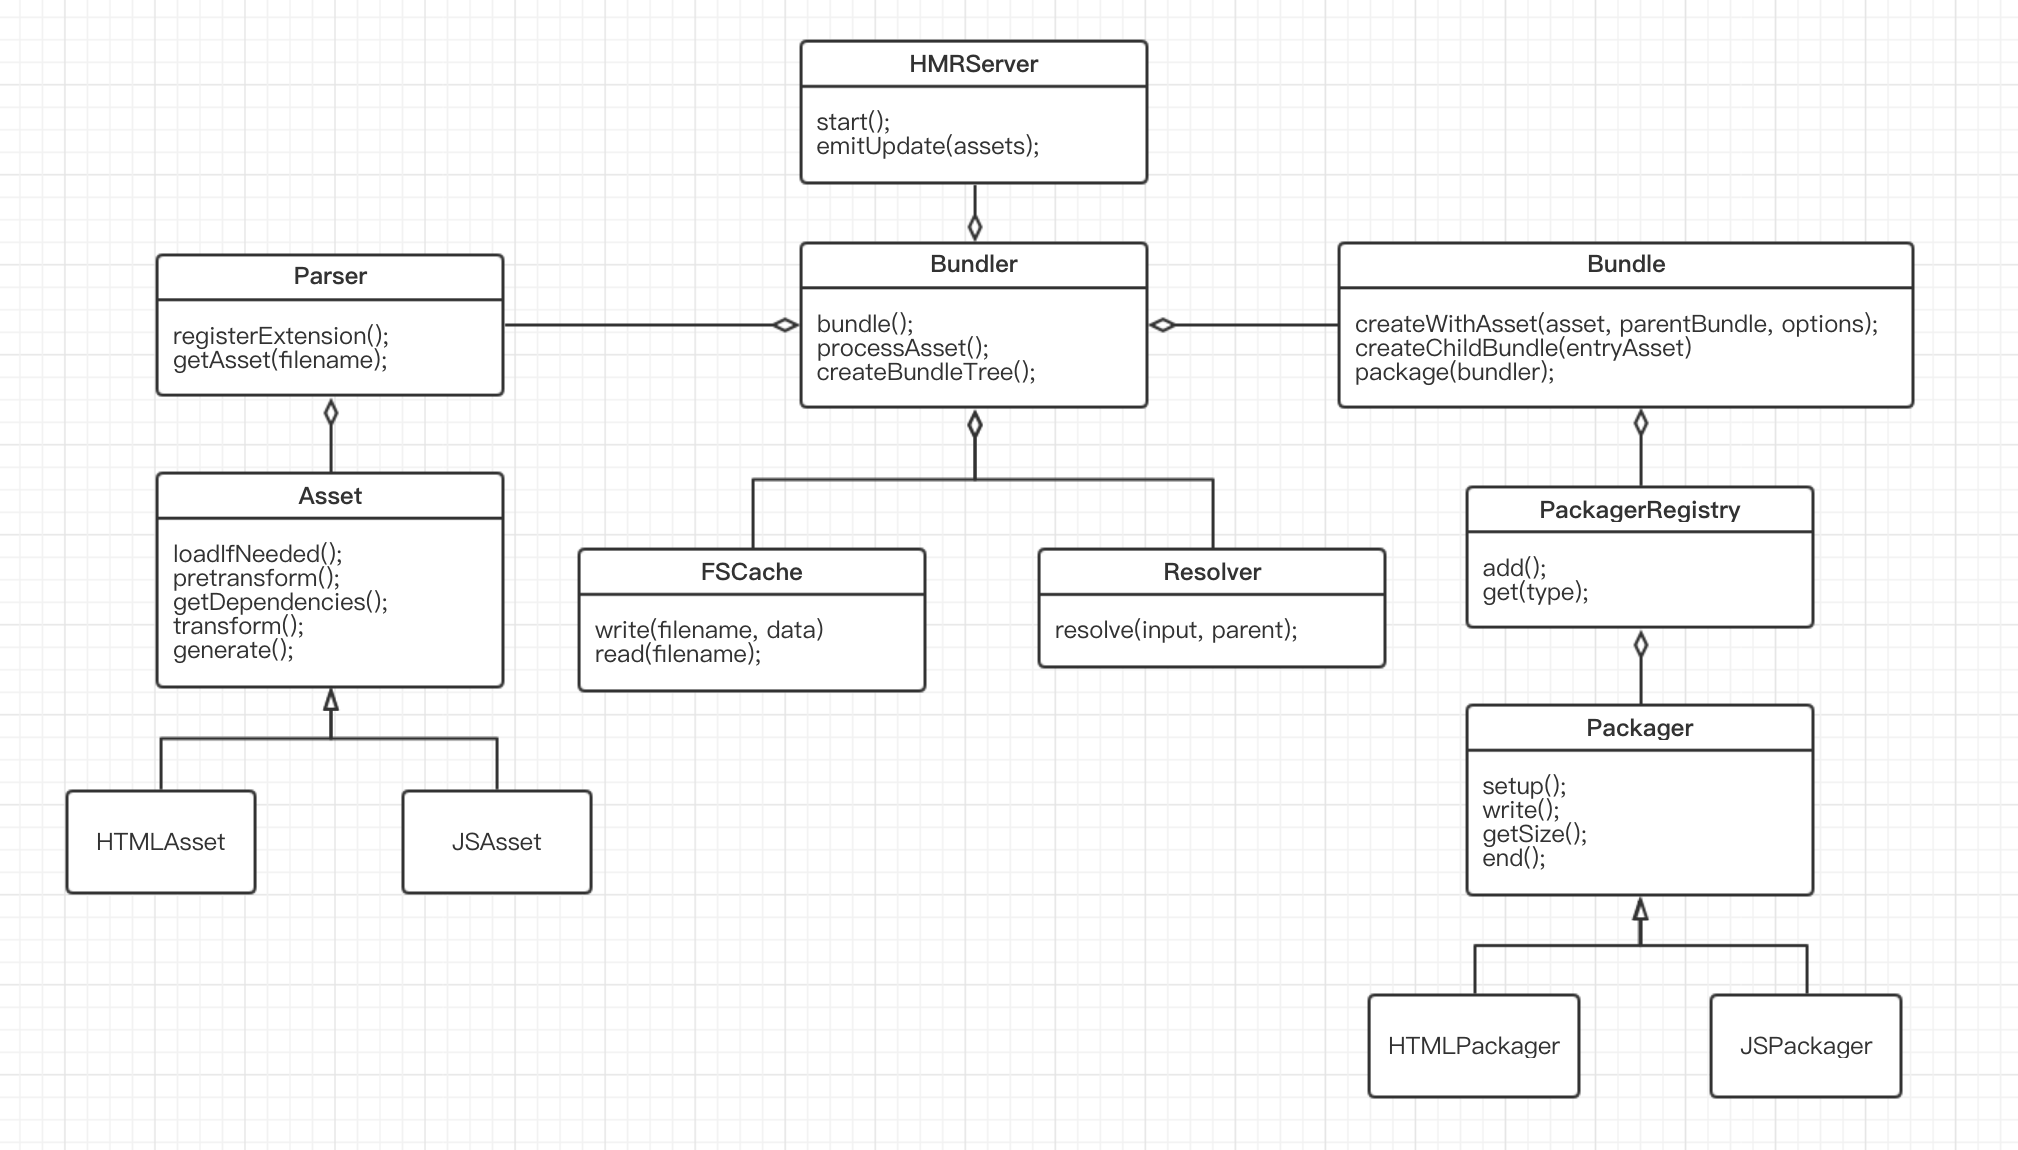 HMRServer
start();
emitUpdate(assets);
Parser
registerExtension();
getAsset(filename);
Bundler
bundle();
processAsset();
createBundleTree();
Bundle
createWithAsset(asset, parentBundle, options);
createChildBundle(entryAsset)
package(bundler);
Asset
loadIfNeeded();
pretransform();
getDependencies();
transform();
generate();
FSCache
write(filename, data)
read(filename);
Resolver
resolve(input, parent);
PackagerRegistry
add();
get(type);
Packager
setup();
write();
getSize();
end();
HTMLAsset
JSAsset
HTMLPackager
JSPackager